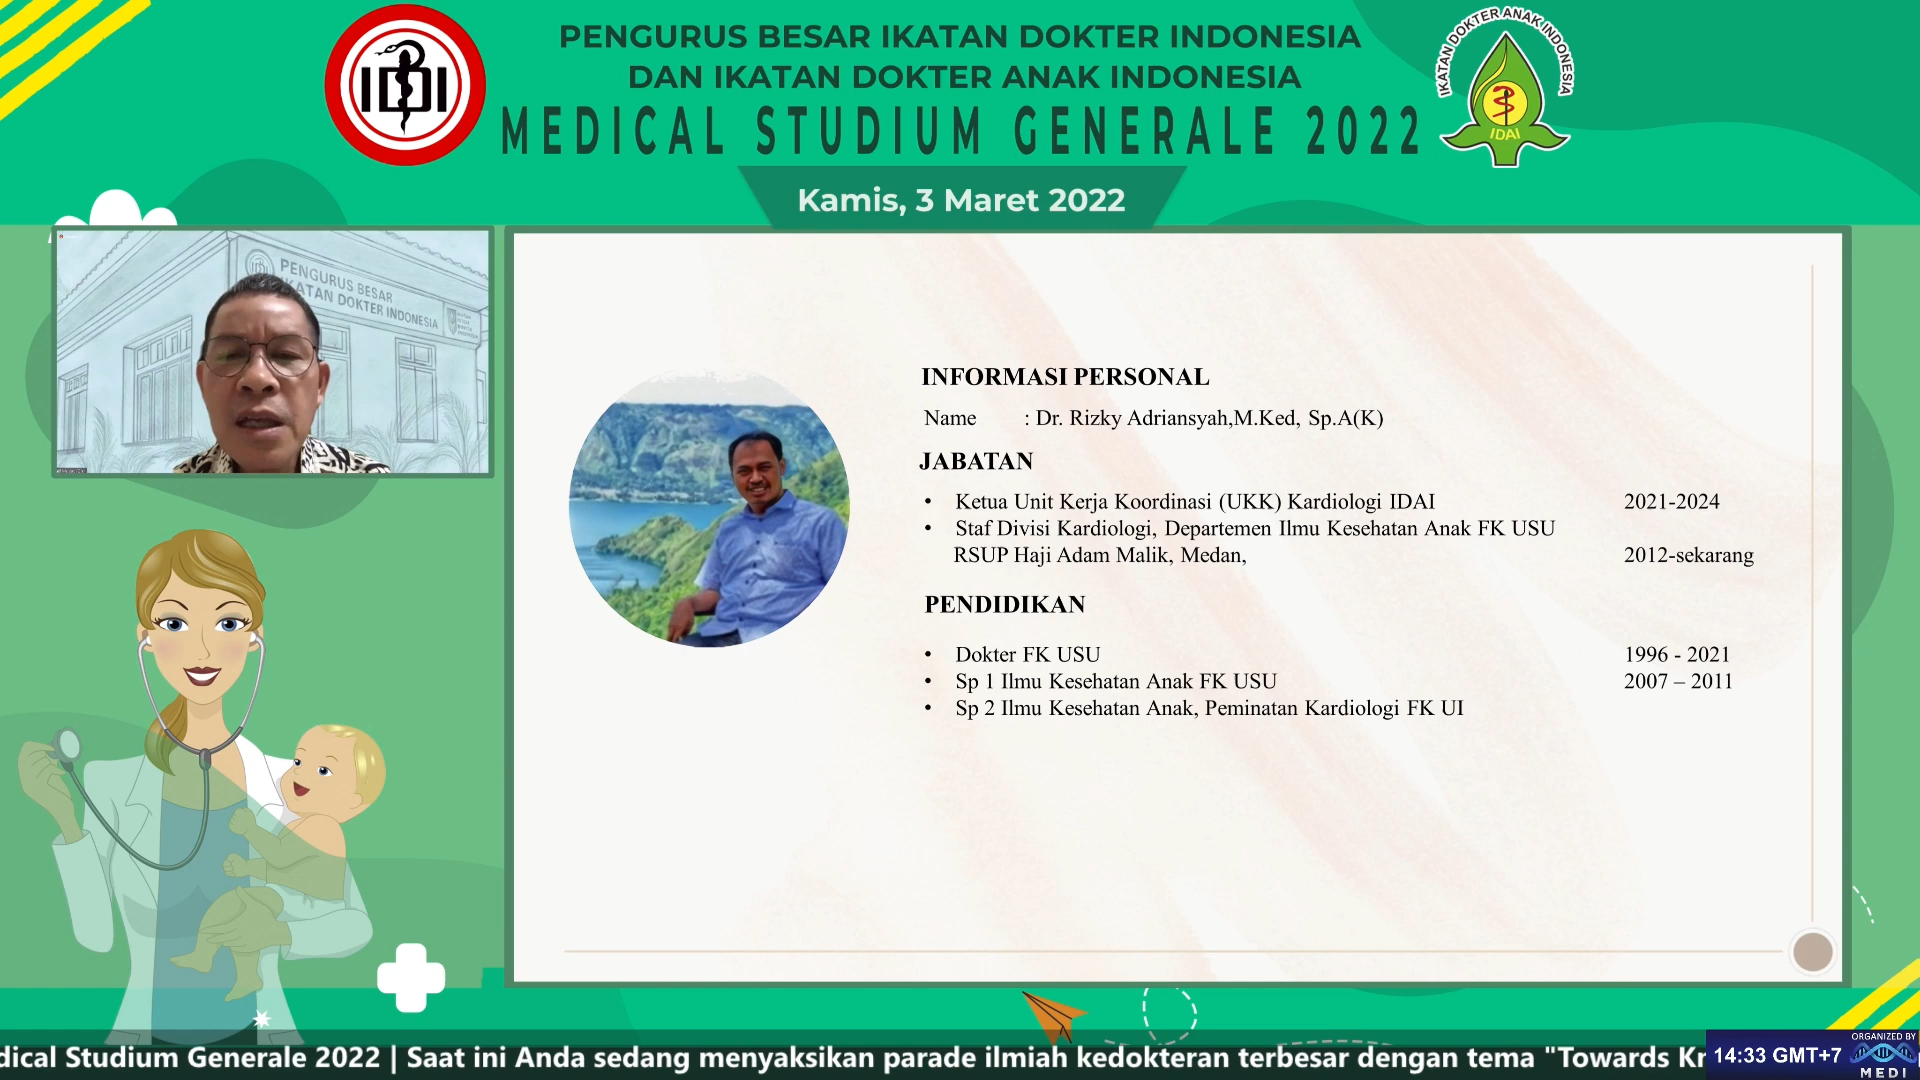 PENGURUS BESAR IKATAN DOKTER INDONESIA
DAN IKATAN DOKTER ANAK INDONESIA
MEDICAL STUDIUM GENERALE 2022
Kamis, 3 Maret 2022
IDI
IKATAN DOKTER ANAK INDONESIA
IDAI
PENGURUS BESAR
IKATAN DOKTER INDONESIA
INFORMASI PERSONAL
Name : Dr. Rizky Adriansyah,M.Ked, Sp.A(K)
JABATAN
• Ketua Unit Kerja Koordinasi (UKK) Kardiologi IDAI 2021-2024
• Staf Divisi Kardiologi, Departemen Ilmu Kesehatan Anak FK USU
RSUP Haji Adam Malik, Medan, 2012-sekarang
PENDIDIKAN
• Dokter FK USU 1996 - 2021
• Sp 1 Ilmu Kesehatan Anak FK USU 2007 – 2011
• Sp 2 Ilmu Kesehatan Anak, Peminatan Kardiologi FK UI
dical Studium Generale 2022 | Saat ini Anda sedang menyaksikan parade ilmiah kedokteran terbesar dengan tema "Towards Kr
14:33 GMT+7
ORGANIZED BY
MEDI